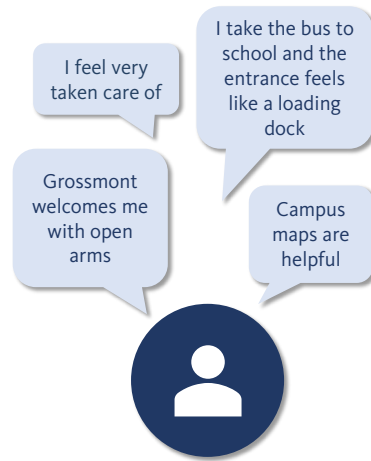 I feel very
taken care of
I take the bus to
school and the
entrance feels
like a loading
dock
Grossmont
welcomes me
with open
arms
Campus
maps are
helpful